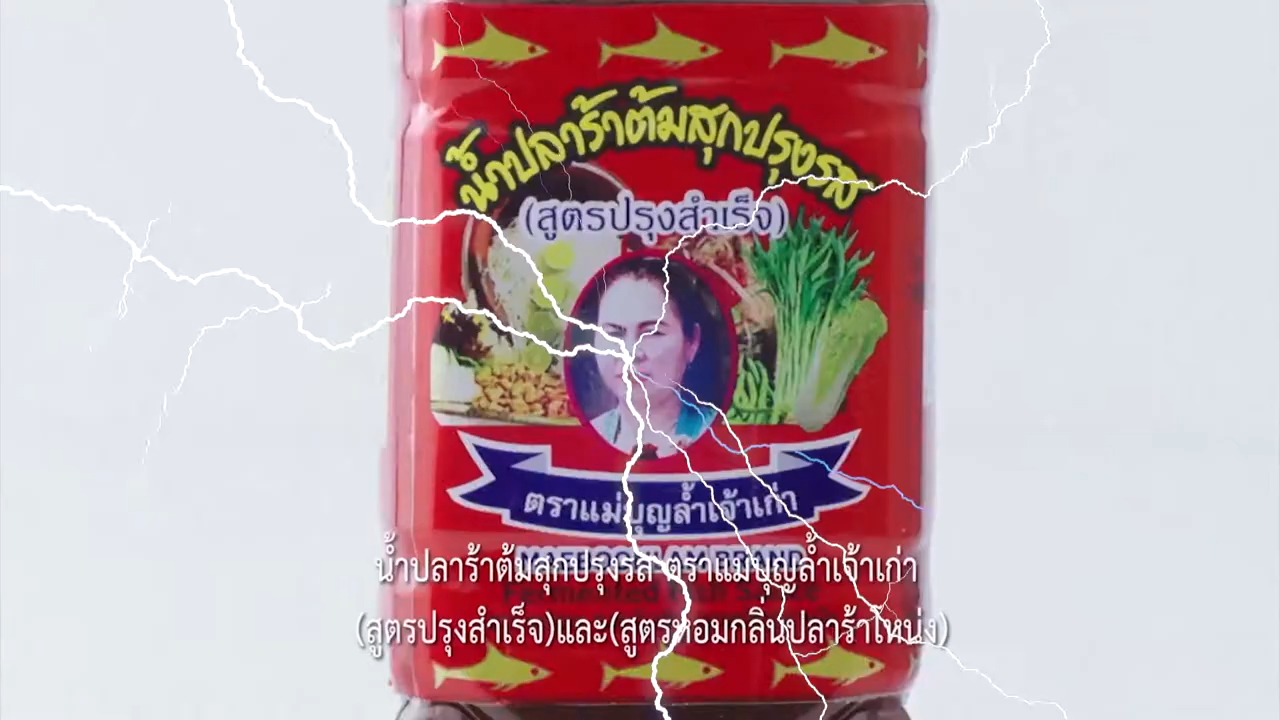 น้ำปลาร้าต้มสุกปรุงรส
(สูตรปรุงสำเร็จ)
ตราแม่บุญล้ำเจ้าเก่า
น้ำปลาร้าต้มสุกปรุงรส ตราแม่บุญล้ำเจ้าเก่า
(สูตรปรุงสำเร็จ)และ(สูตรหอมกลิ่นปลาร้าโหน่ง)